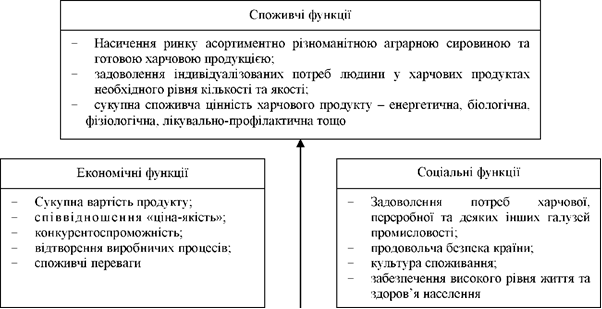 Споживчі функції
– Насичення ринку асортиментно різноманітною аграрною сировиною та
готовою харчовою продукцією;
– задоволення індивідуалізованих потреб людини у харчових продуктах
необхідного рівня кількості та якості;
– сукупна споживча цінність харчового продукту – енергетична, біологічна,
фізіологічна, лікувально-профілактична тощо
Економічні функції
– Сукупна вартість продукту;
– співвідношення «ціна-якість»;
– конкурентоспроможність;
– відтворення виробничих процесів;
– споживчі переваги
Соціальні функції
– Задоволення потреб харчової,
переробної та деяких інших галузей
промисловості;
– продовольча безпека країни;
– культура споживання;
– забезпечення високого рівня життя та
здоров’я населення